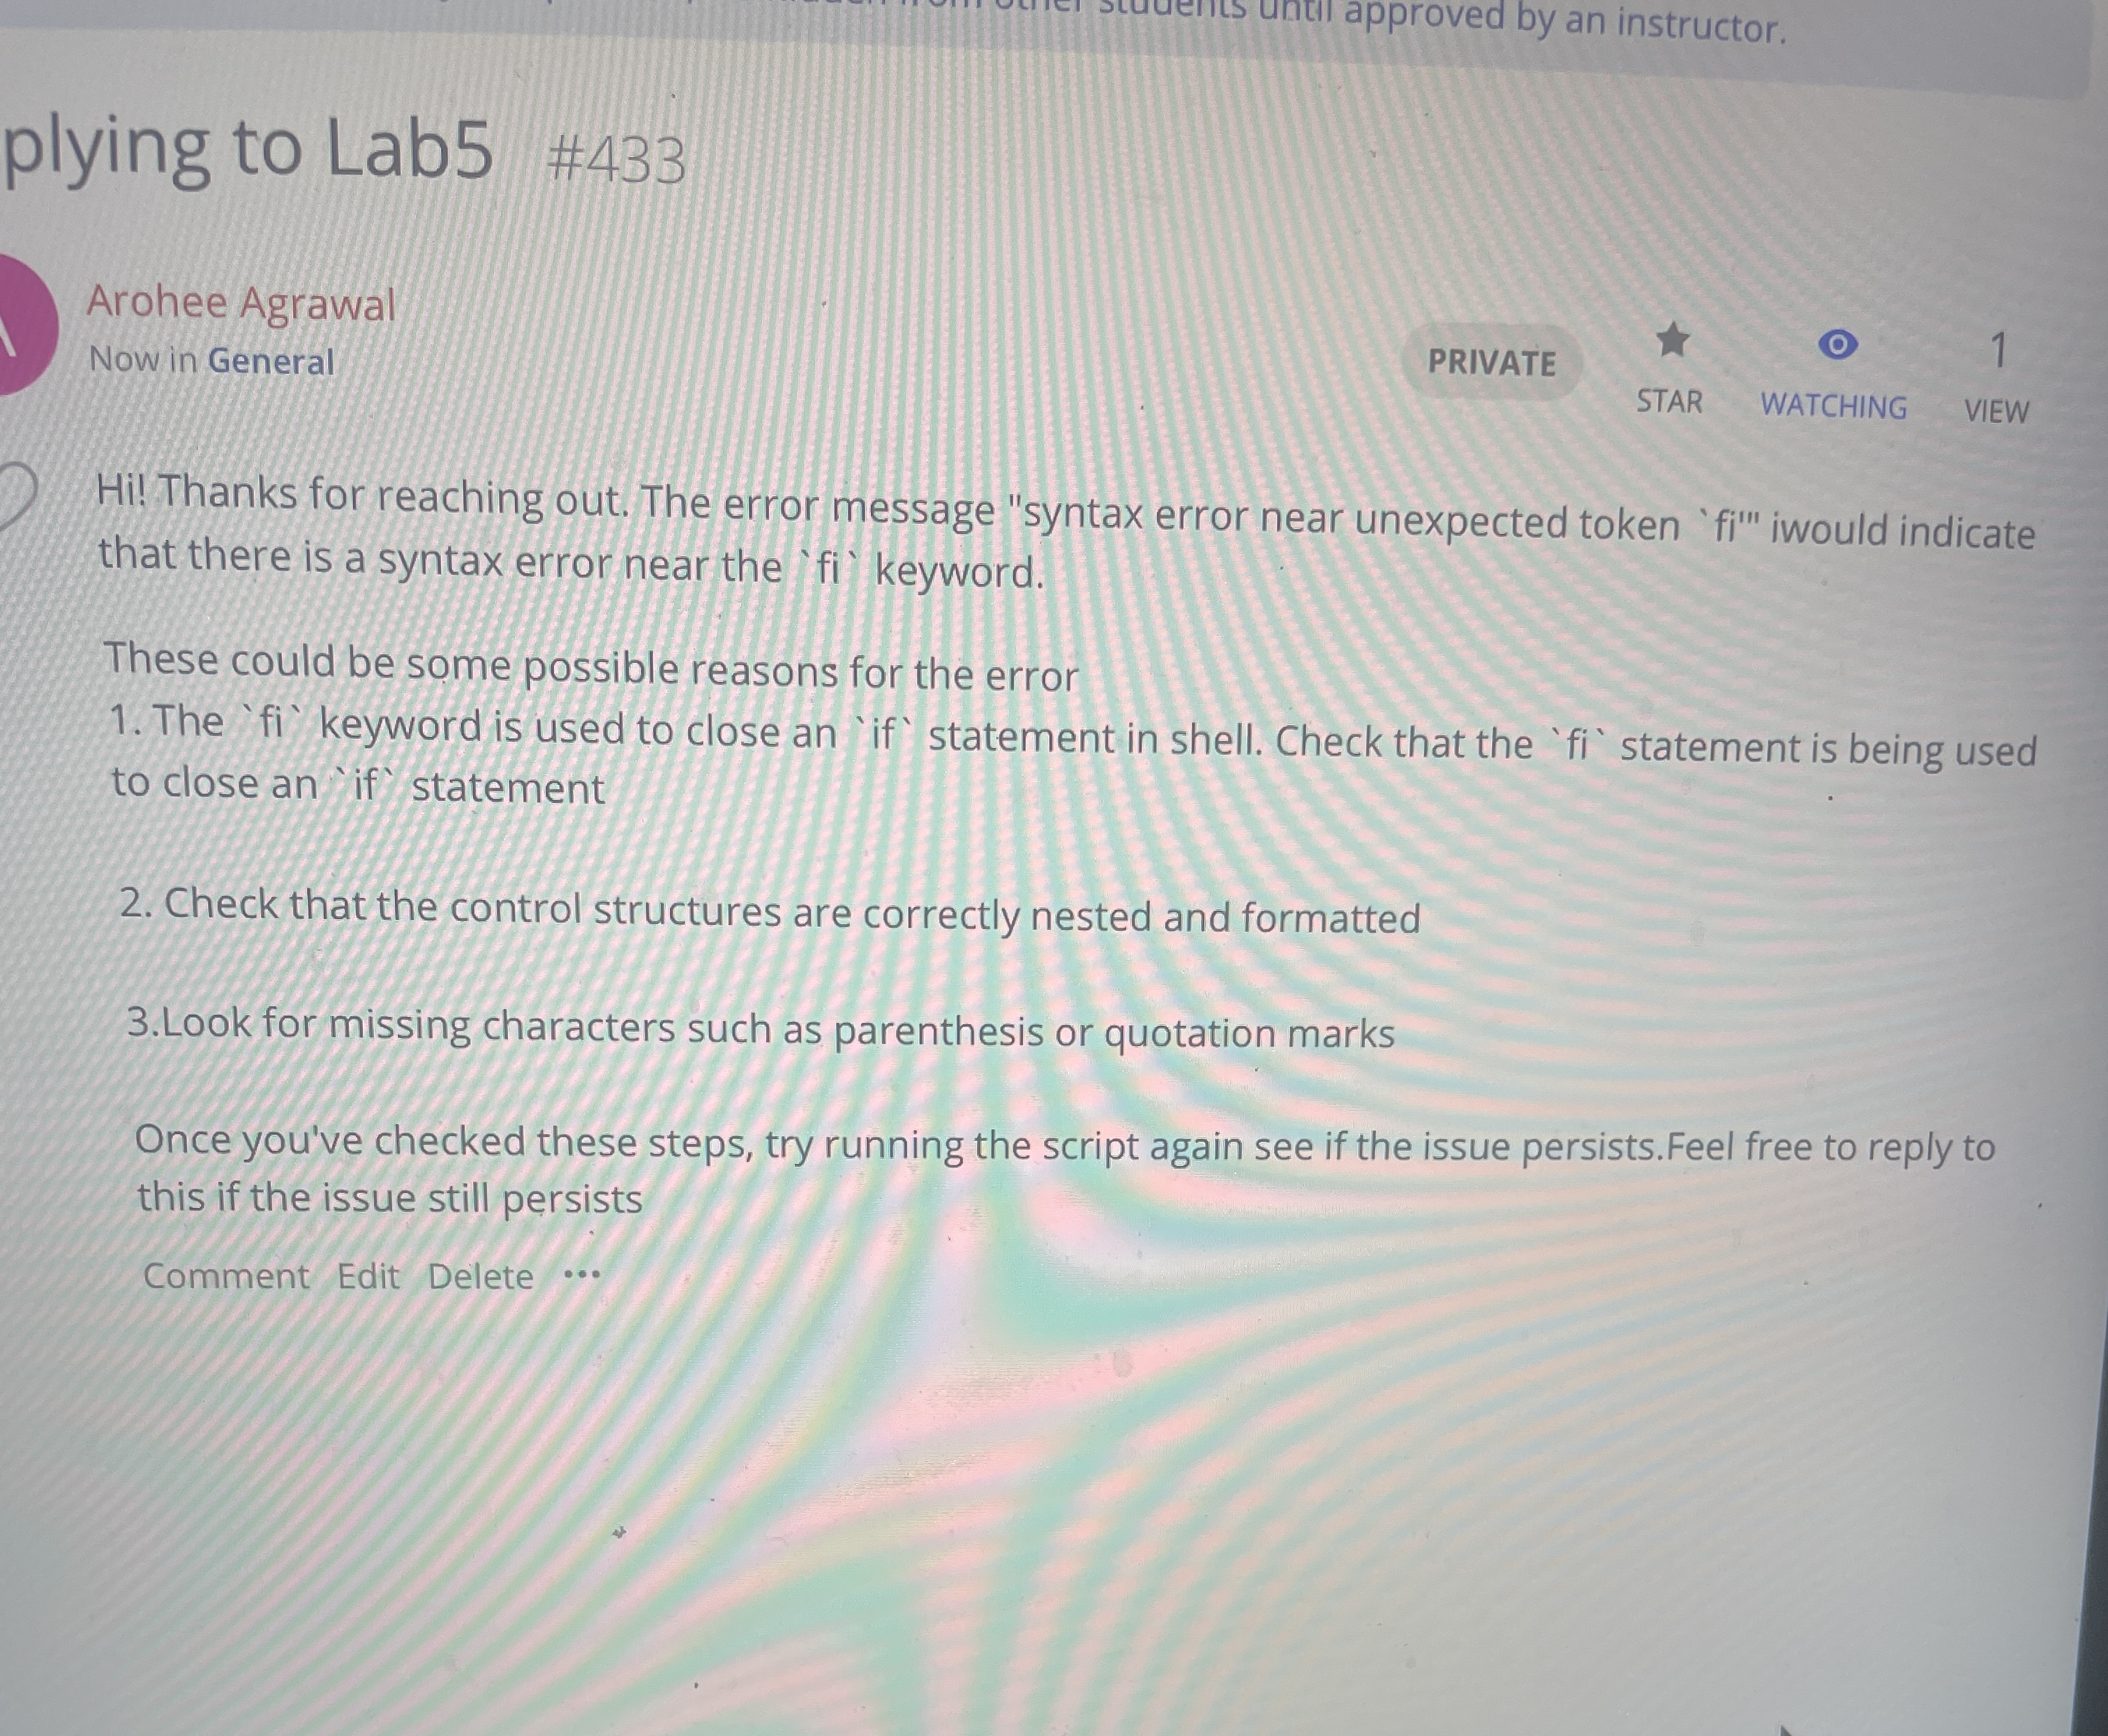 other students until approved by an instructor.
plying to Lab5 #433
Arohee Agrawal
Now in General
PRIVATE
STAR
WATCHING
1
VIEW
Hi! Thanks for reaching out. The error message "syntax error near unexpected token `fi'" iwould indicate
that there is a syntax error near the `fi` keyword.
These could be some possible reasons for the error
1. The `fi` keyword is used to close an `if` statement in shell. Check that the `fi` statement is being used
to close an `if` statement
2. Check that the control structures are correctly nested and formatted
3.Look for missing characters such as parenthesis or quotation marks
Once you've checked these steps, try running the script again see if the issue persists.Feel free to reply to
this if the issue still persists
Comment Edit Delete •••